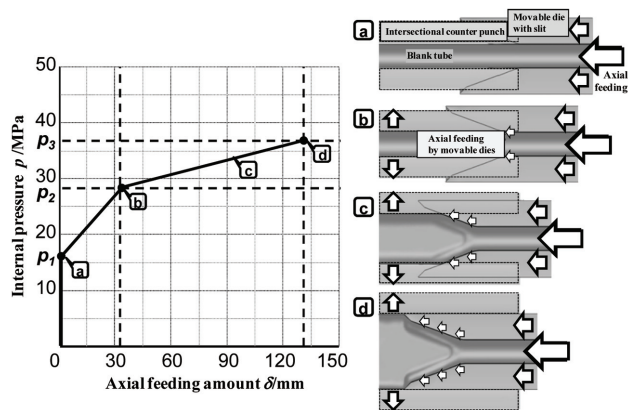 50
40
30
20
10
0
30
60
90
120
150
p3
p2
p1
Internal pressure p /MPa
Axial feeding amount δ/mm
a
b
c
d
a
Intersectional counter punch
Movable die
with slit
Blank tube
Axial
feeding
b
Axial feeding
by movable dies
c
d